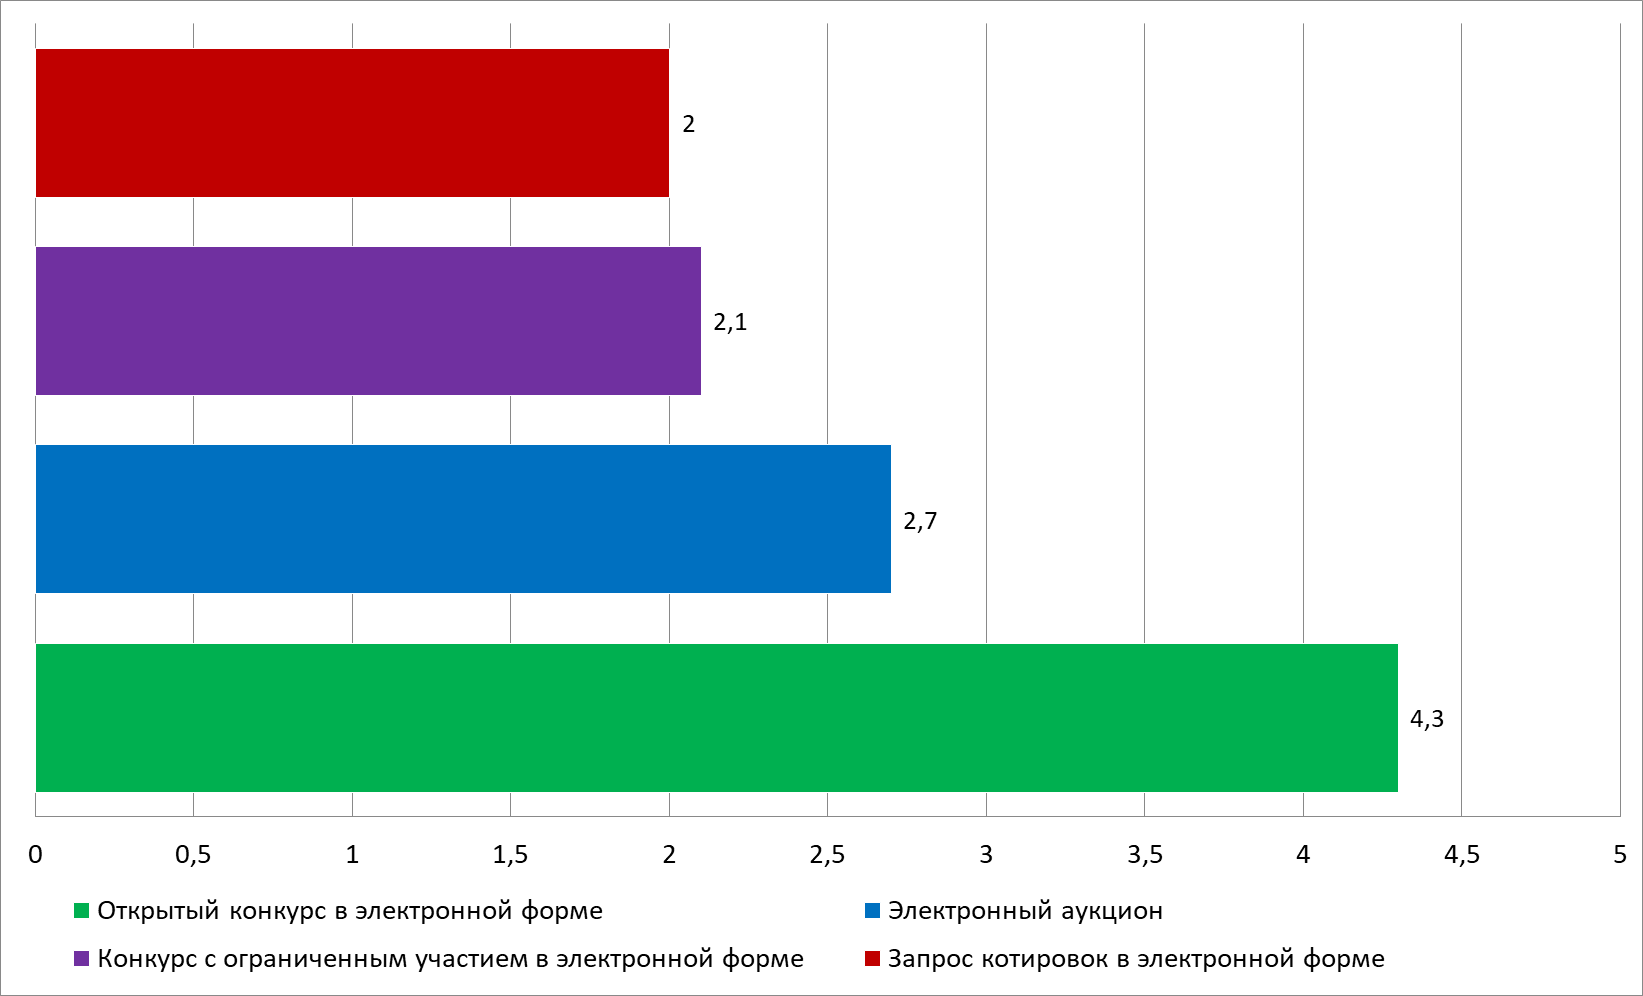 2
2,1
2,7
4,3
0 0,5 1 1,5 2 2,5 3 3,5 4 4,5 5
Открытый конкурс в электронной форме Электронный аукцион
Конкурс с ограниченным участием в электронной форме Запрос котировок в электронной форме